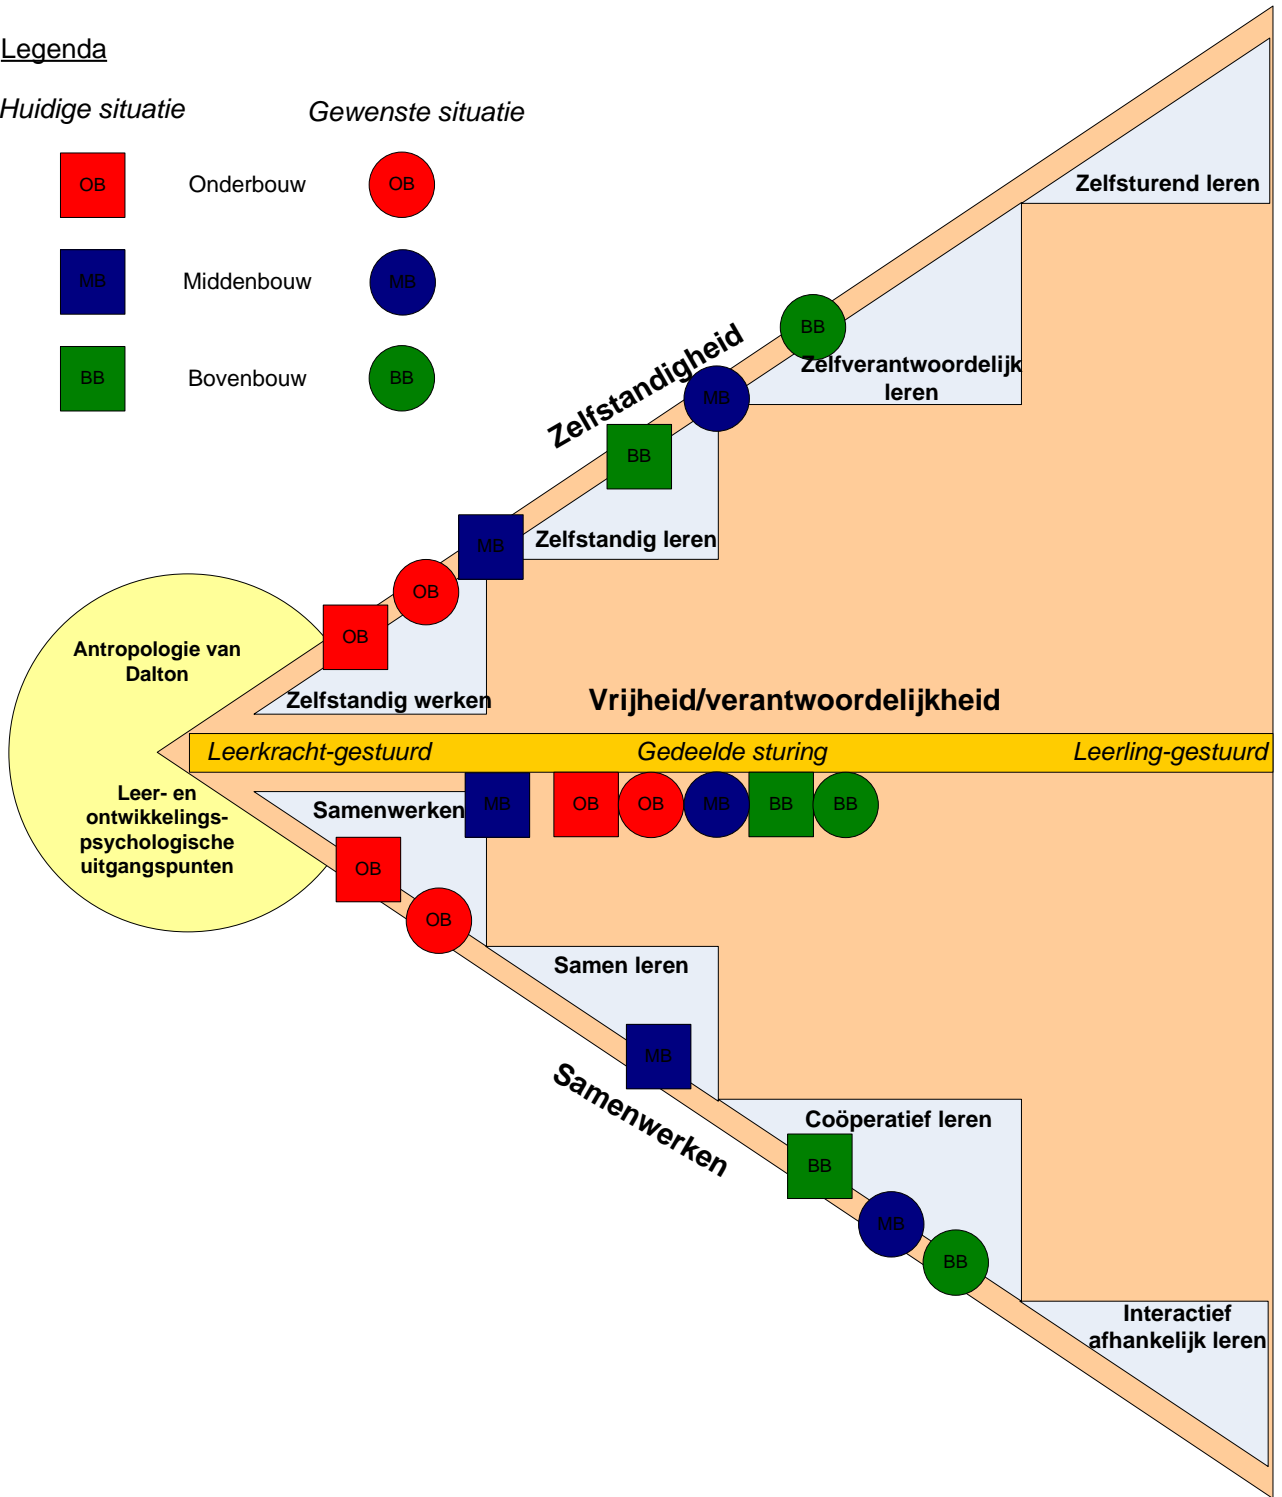 Legenda
Huidige situatie
Gewenste situatie
OB
Onderbouw
OB
MB
Middenbouw
MB
BB
Bovenbouw
BB
Zelfsturend leren
BB
Zelfverantwoordelijk
leren
Zelfstandigheid
MB
BB
Zelfstandig leren
MB
OB
OB
Zelfstandig werken
Antropologie van
Dalton
Vrijheid/verantwoordelijkheid
Leerkracht-gestuurd
Gedeelde sturing
Leerling-gestuurd
Leer- en
ontwikkelings-
psychologische
uitgangspunten
Samenwerken
MB
OB
OB
MB
BB
BB
OB
OB
Samen leren
MB
Samenwerken
Coöperatief leren
BB
MB
BB
Interactief
afhankelijk leren